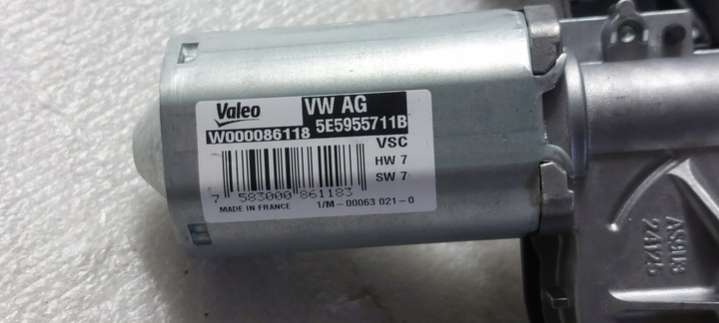 Valeo
VW AG
W000086118
5E5955711B
VSC
HW 7
SW 7
7 583000 861183
MADE IN FRANCE
1/M-00063 021-0